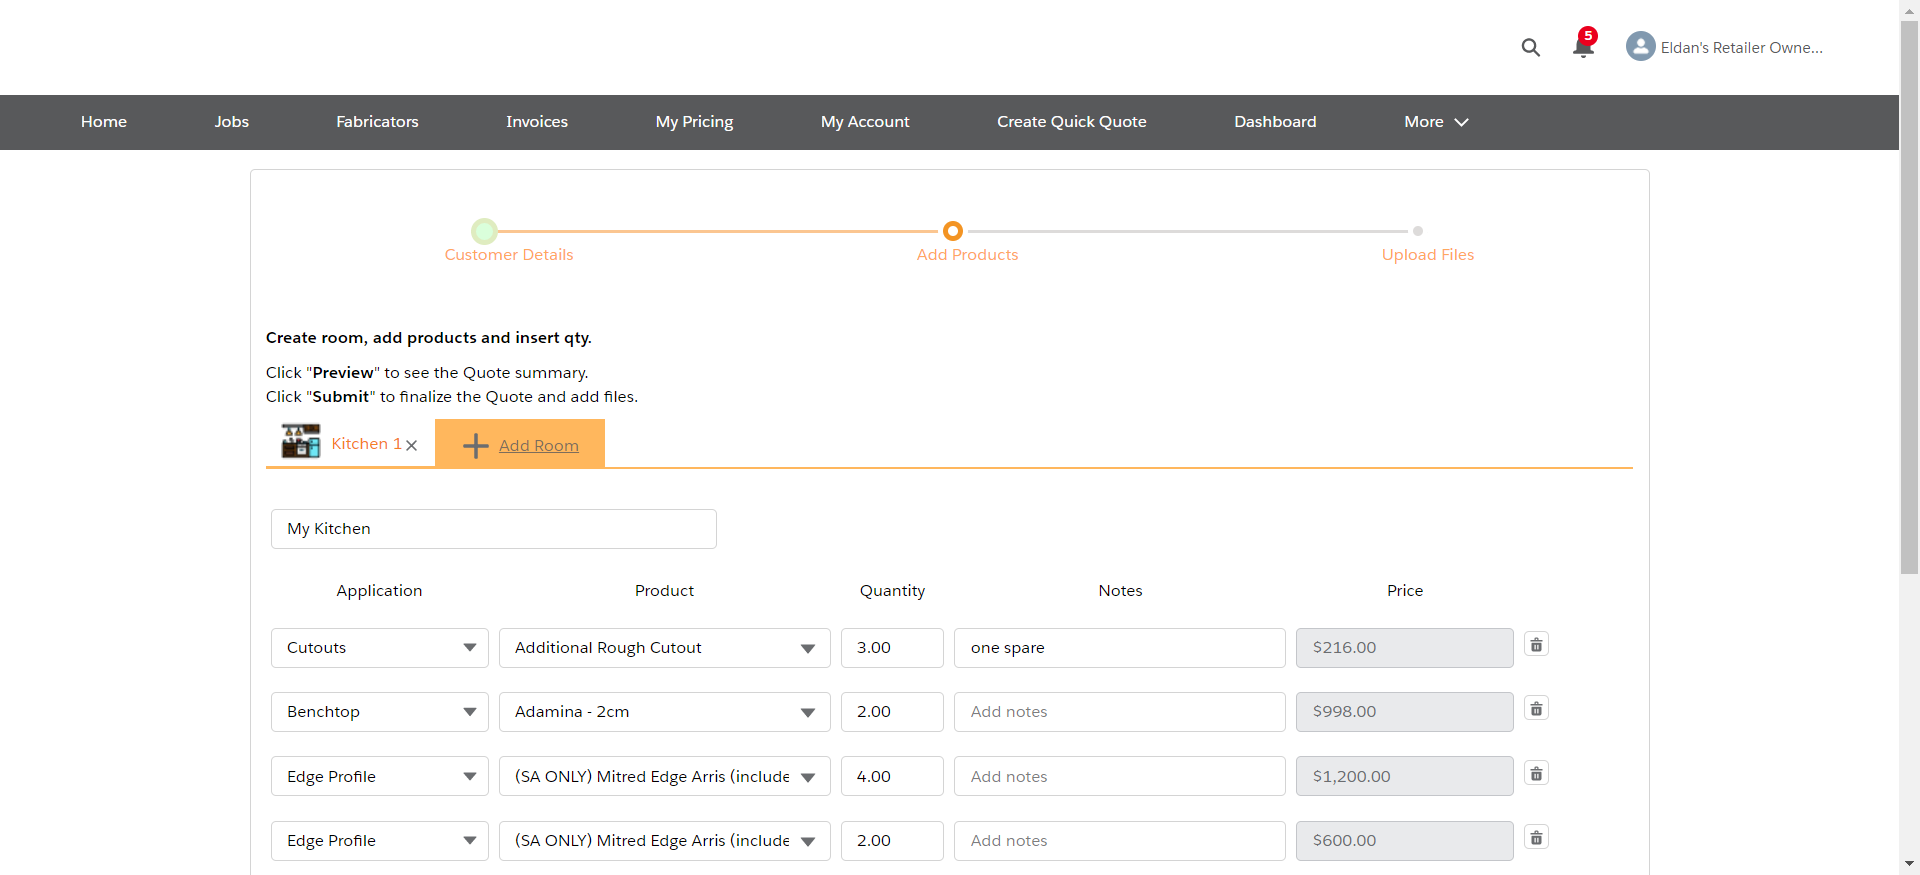 5
Eldan's Retailer Owne...
Home Jobs Fabricators Invoices My Pricing My Account Create Quick Quote Dashboard More
Customer Details Add Products Upload Files
Create room, add products and insert qty.
Click "Preview" to see the Quote summary.
Click "Submit" to finalize the Quote and add files.
Kitchen 1 Add Room
My Kitchen
Application Product Quantity Notes Price
Cutouts Additional Rough Cutout 3.00 one spare $216.00
Benchtop Adamina - 2cm 2.00 Add notes $998.00
Edge Profile (SA ONLY) Mitred Edge Arris (include 4.00 Add notes $1,200.00
Edge Profile (SA ONLY) Mitred Edge Arris (include 2.00 Add notes $600.00